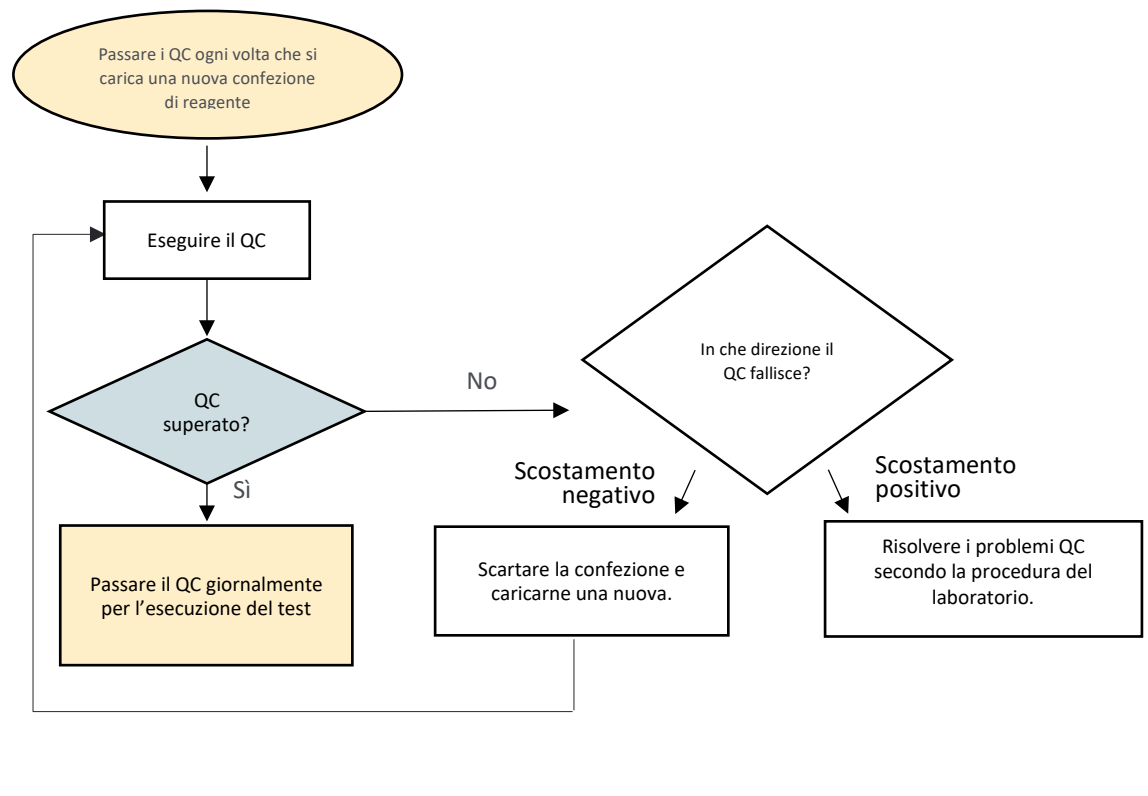 Passare i QC ogni volta che si
carica una nuova confezione
di reagente
Eseguire il QC
QC
superato?
No
Sì
In che direzione il
QC fallisce?
Scostamento
negativo
Scostamento
positivo
Passare il QC giornalmente
per l’esecuzione del test
Scartare la confezione e
caricarne una nuova.
Risolvere i problemi QC
secondo la procedura del
laboratorio.